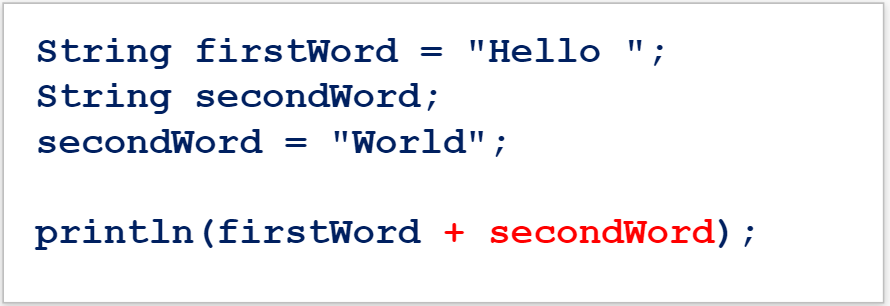 String firstWord = "Hello ";
String secondWord;
secondWord = "World";
println(firstWord + secondWord);